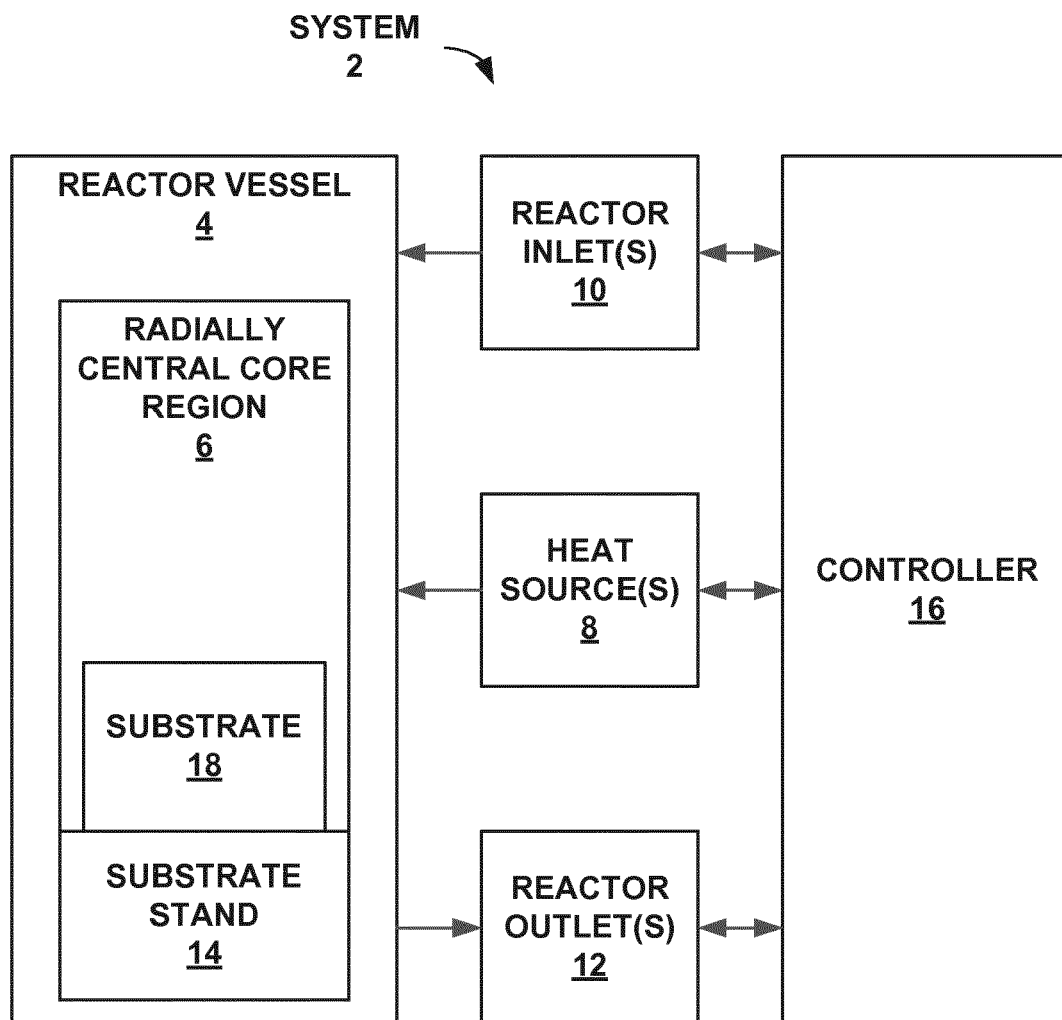 SYSTEM
2
REACTOR VESSEL
4
RADIALLY
CENTRAL CORE
REGION
6
SUBSTRATE
18
SUBSTRATE
STAND
14
REACTOR
INLET(S)
10
HEAT
SOURCE(S)
8
REACTOR
OUTLET(S)
12
CONTROLLER
16